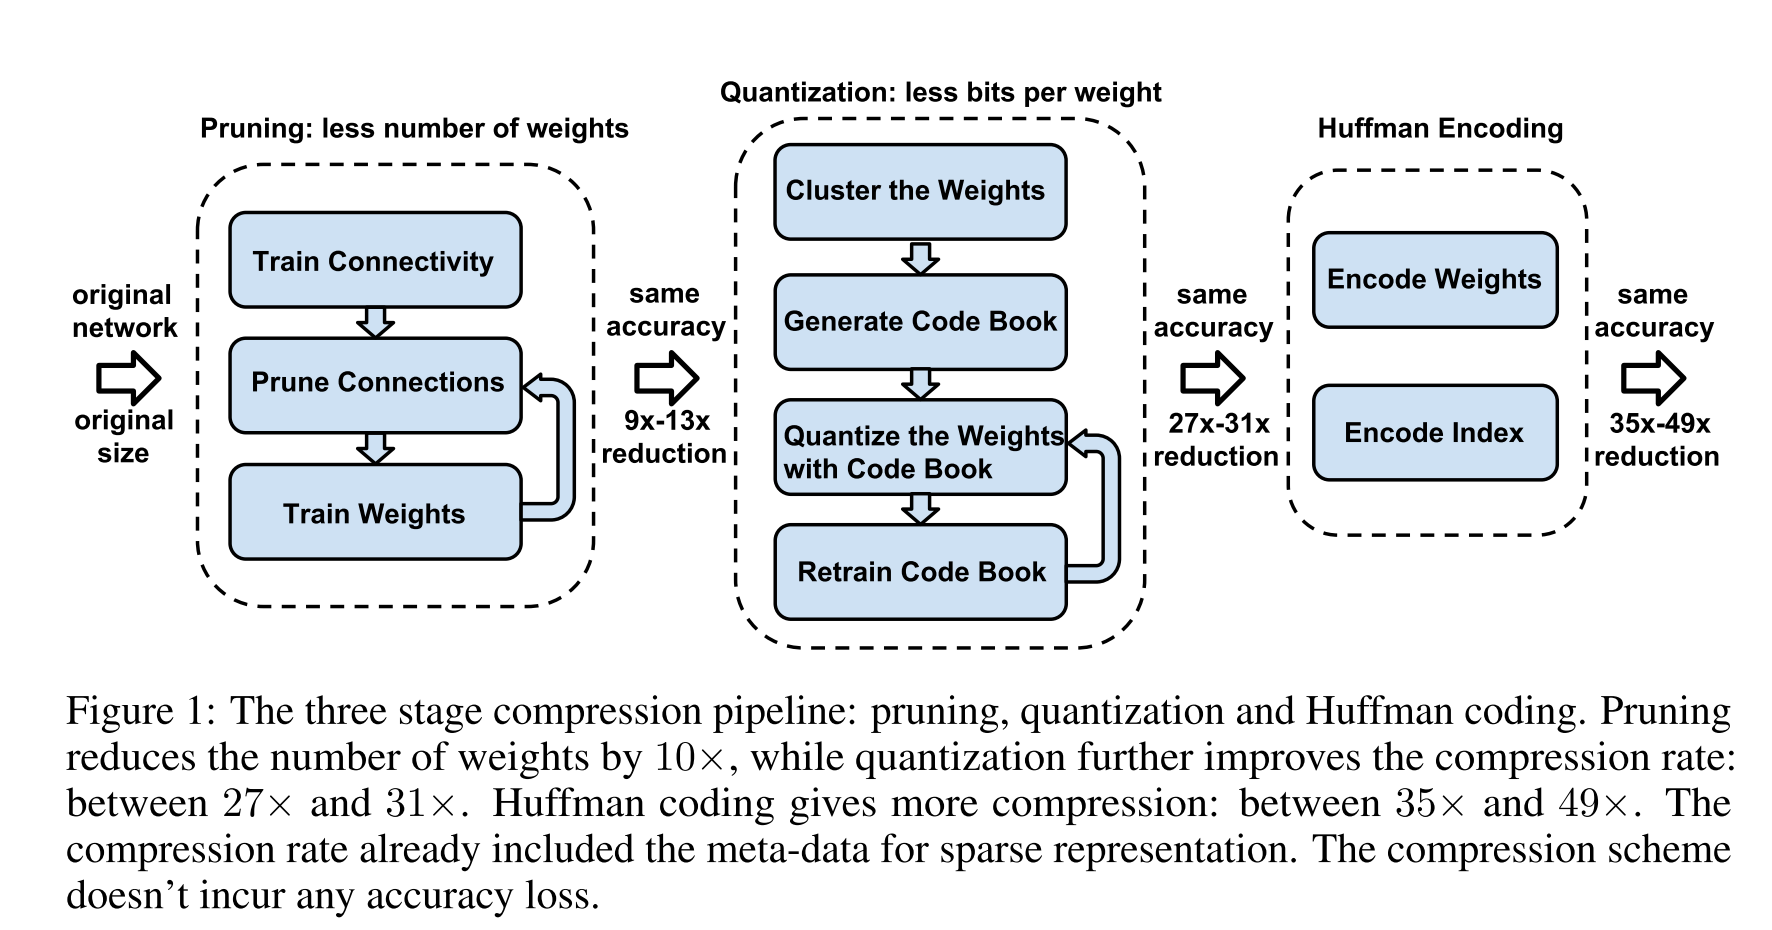 Quantization: less bits per weight
Pruning: less number of weights
Huffman Encoding
original
network
original
size
Train Connectivity
Prune Connections
Train Weights
same
accuracy
9x-13x
reduction
Cluster the Weights
Generate Code Book
Quantize the Weights
with Code Book
Retrain Code Book
same
accuracy
27x-31x
reduction
Encode Weights
Encode Index
same
accuracy
35x-49x
reduction
Figure 1: The three stage compression pipeline: pruning, quantization and Huffman coding. Pruning
reduces the number of weights by 10×, while quantization further improves the compression rate:
between 27× and 31×. Huffman coding gives more compression: between 35× and 49×. The
compression rate already included the meta-data for sparse representation. The compression scheme
doesn't incur any accuracy loss.